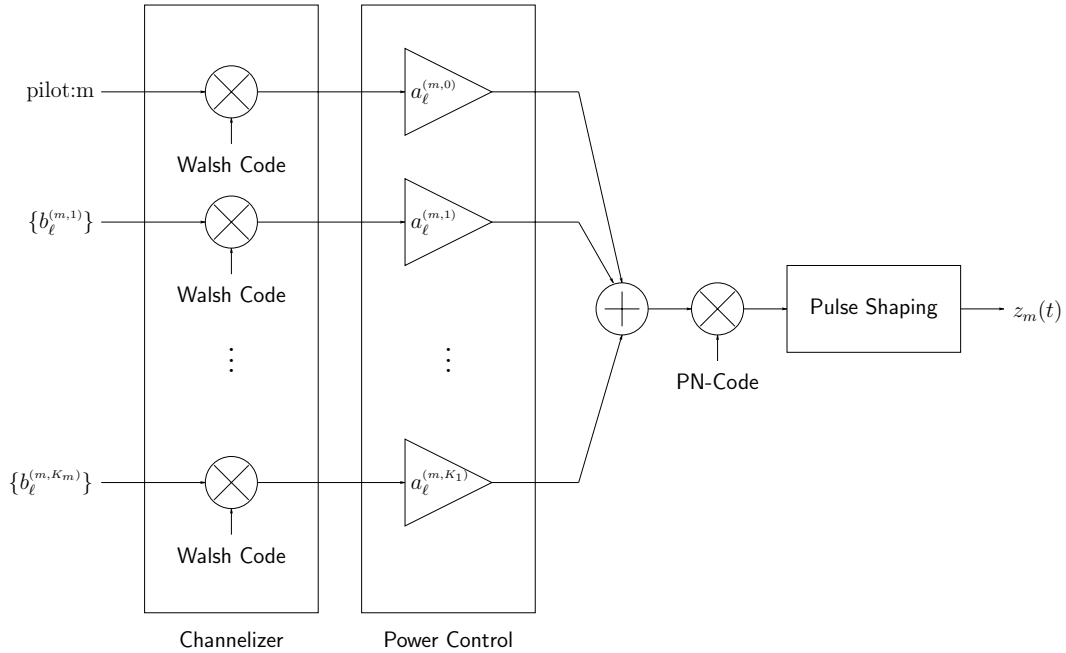 pilot:m
a_ℓ^{(m,0)}
Walsh Code
{b_ℓ^{(m,1)}}
a_ℓ^{(m,1)}
Walsh Code
Pulse Shaping
z_m(t)
PN-Code
{b_ℓ^{(m,K_m)}}
a_ℓ^{(m,K_1)}
Walsh Code
Channelizer
Power Control